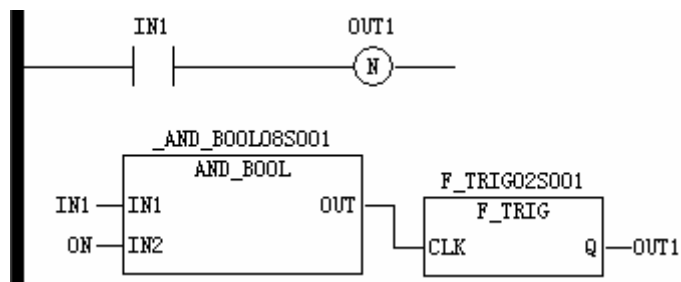 IN1 OUT1
N
_AND_BOOL08S001
AND_BOOL
F_TRIG02S001
IN1 IN1 OUT F_TRIG
ON IN2 CLK Q OUT1